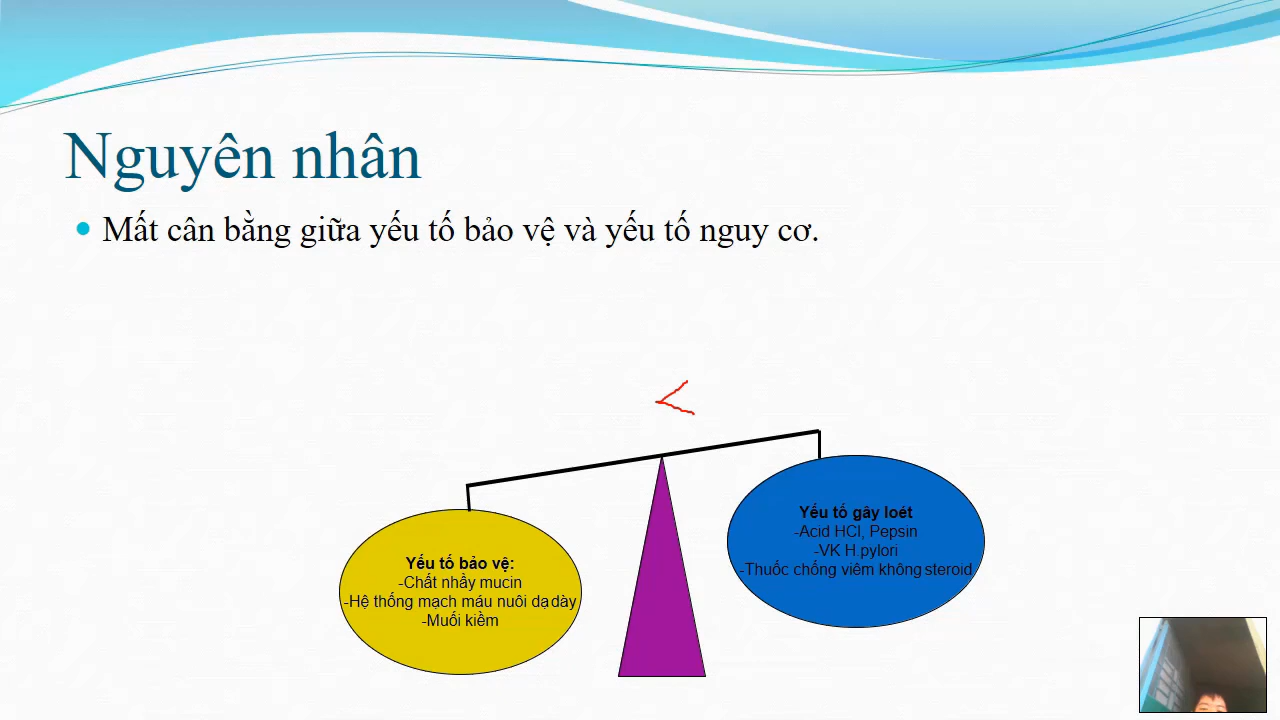 Nguyên nhân
Mất cân bằng giữa yếu tố bảo vệ và yếu tố nguy cơ.
<
Yếu tố bảo vệ:
-Chất nhầy mucin
-Hệ thống mạch máu nuôi dạ dày
-Muối kiềm
Yếu tố gây loét
-Acid HCl, Pepsin
-VK H pylori
-Thuốc chống viêm không steroid